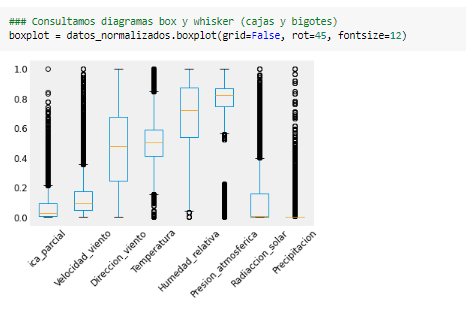 ### Consultamos diagramas box y whisker (cajas y bigotes)
boxplot = datos_normalizados.boxplot(grid=False, rot=45, fontsize=12)
1.0
0.8
0.6
0.4
0.2
0.0
ica_parcial
Velocidad_viento
Direccion_viento
Temperatura
Humedad_relativa
Presion_atmosferica
Radiaccion_solar
Precipitacion